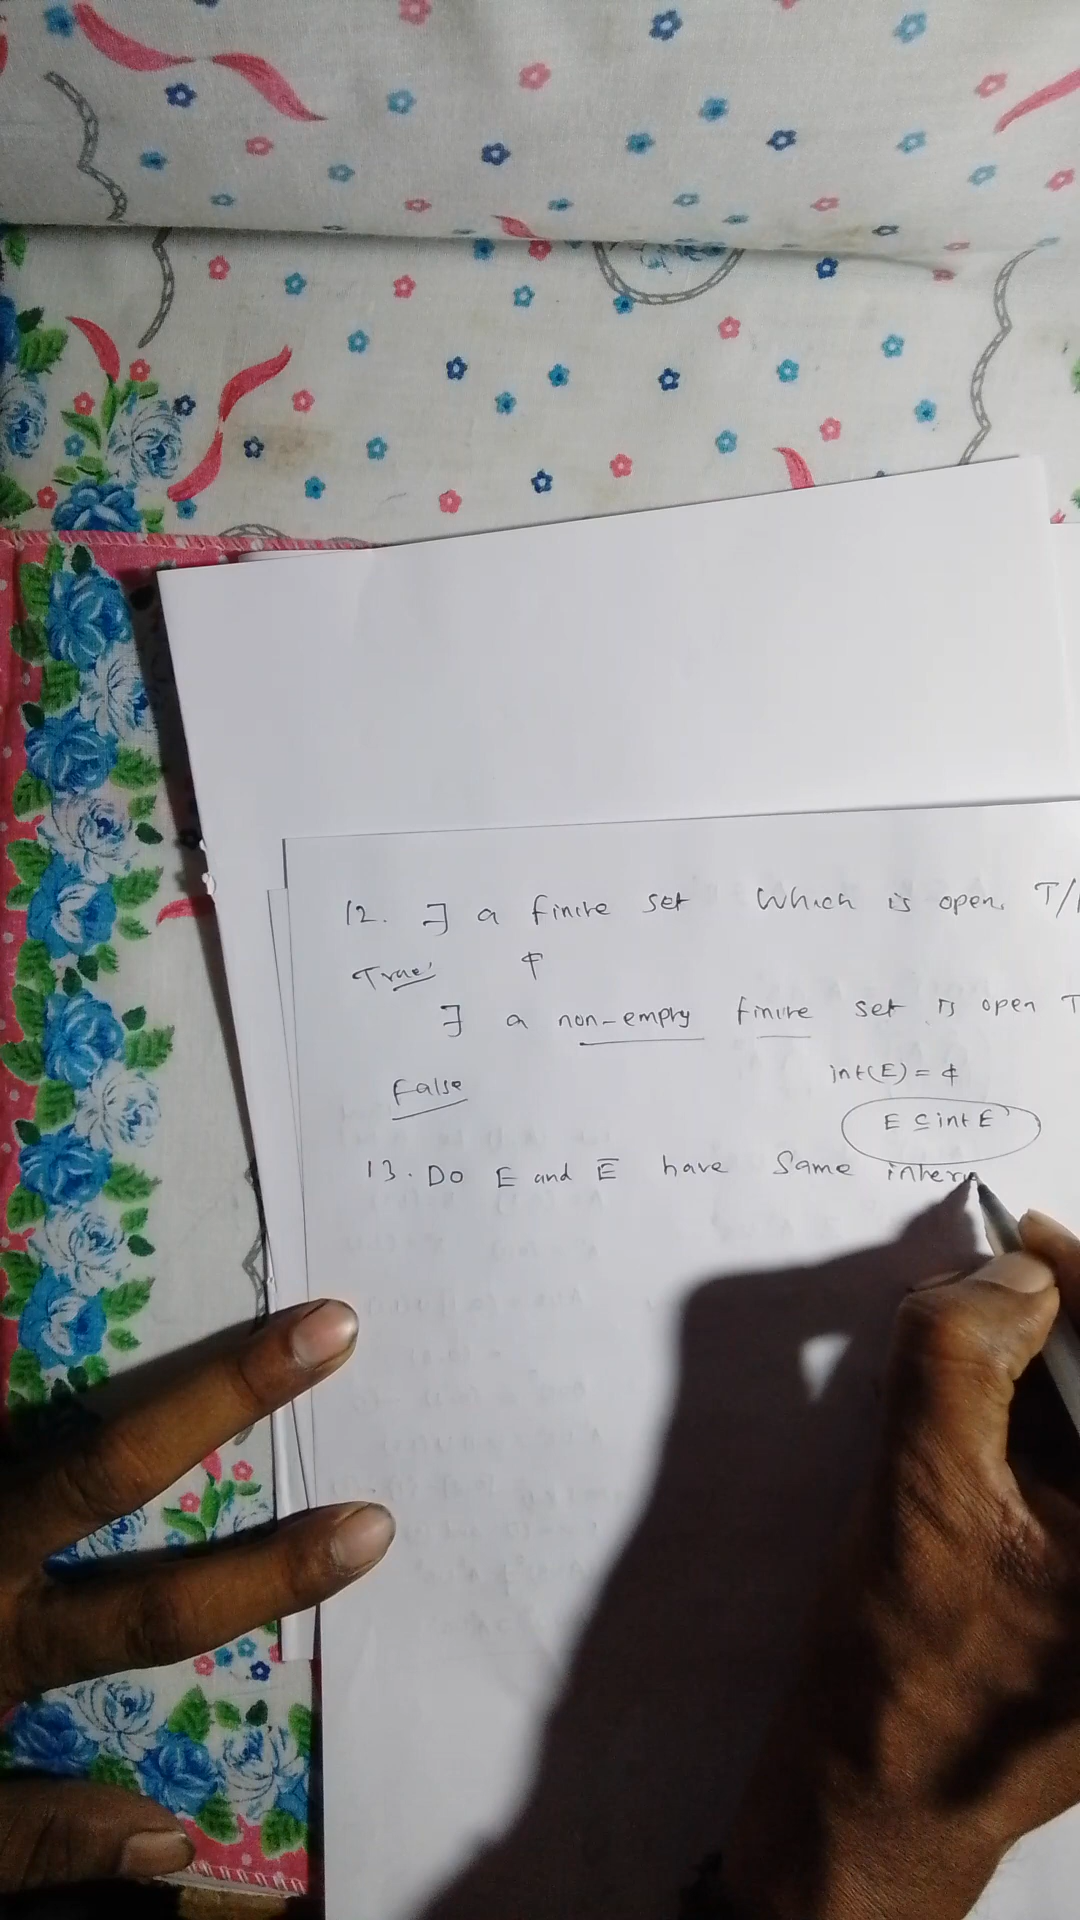 12. ∃ a finite set which is open. T/
True. ϕ
∃ a non-empty finite set is open T
False
int(E) = ϕ
E ⊆ int E
13. Do E and E̅ have same interi